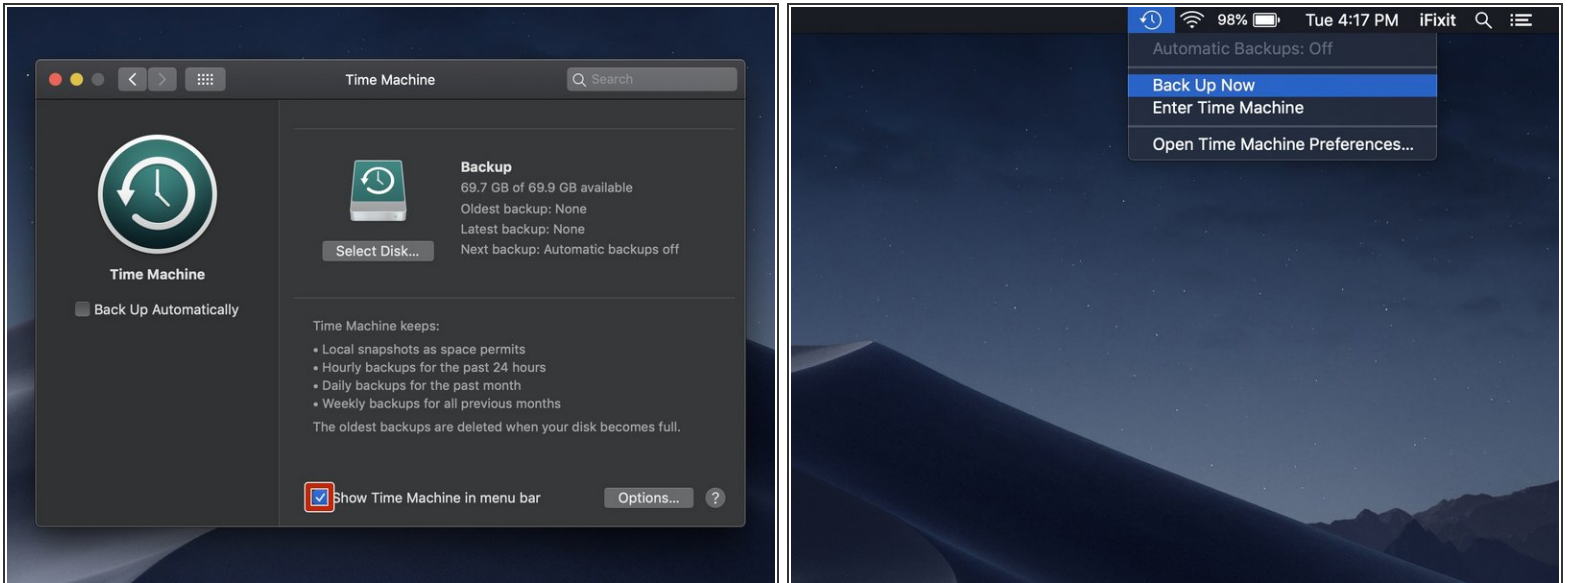 Time Machine
Search
Time Machine
Back Up Automatically
Backup
69.7 GB of 69.9 GB available
Oldest backup: None
Latest backup: None
Next backup: Automatic backups off
Select Disk...
Time Machine keeps:
• Local snapshots as space permits
• Hourly backups for the past 24 hours
• Daily backups for the past month
• Weekly backups for all previous months
The oldest backups are deleted when your disk becomes full.
Show Time Machine in menu bar
Options...
?
98% Tue 4:17 PM iFixit
Automatic Backups: Off
Back Up Now
Enter Time Machine
Open Time Machine Preferences...